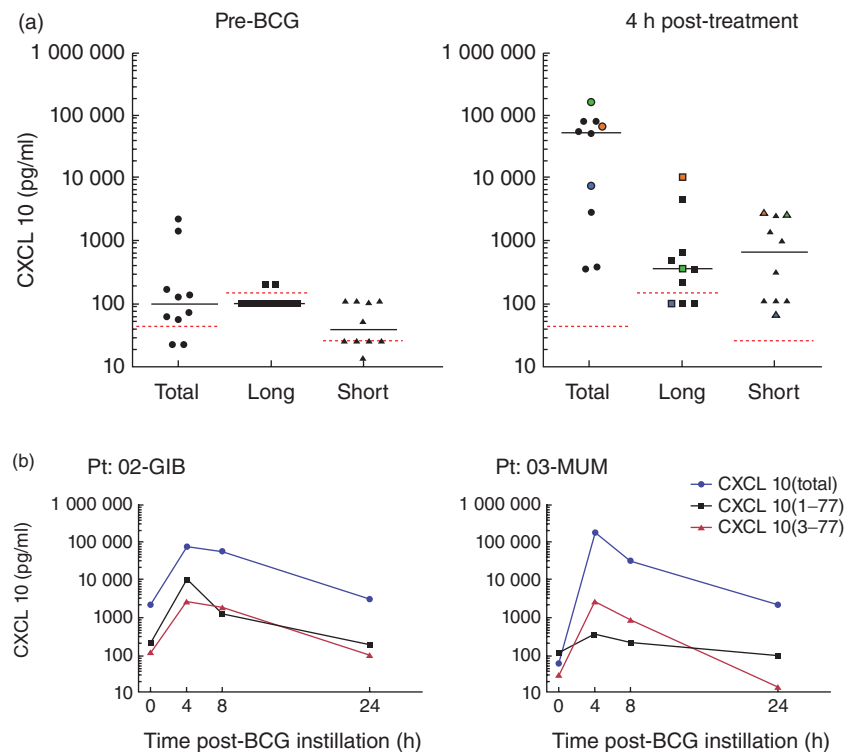 (a)
Pre-BCG
4 h post-treatment
CXCL 10 (pg/ml)
1 000 000
100 000
10 000
1000
100
10
Total Long Short
1 000 000
100 000
10 000
1000
100
10
Total Long Short
(b)
Pt: 02-GIB
Pt: 03-MUM
CXCL 10(total)
CXCL 10(1–77)
CXCL 10(3–77)
CXCL 10 (pg/ml)
1 000 000
100 000
10 000
1000
100
10
0 4 8 24
Time post-BCG instillation (h)
1 000 000
100 000
10 000
1000
100
10
0 4 8 24
Time post-BCG instillation (h)